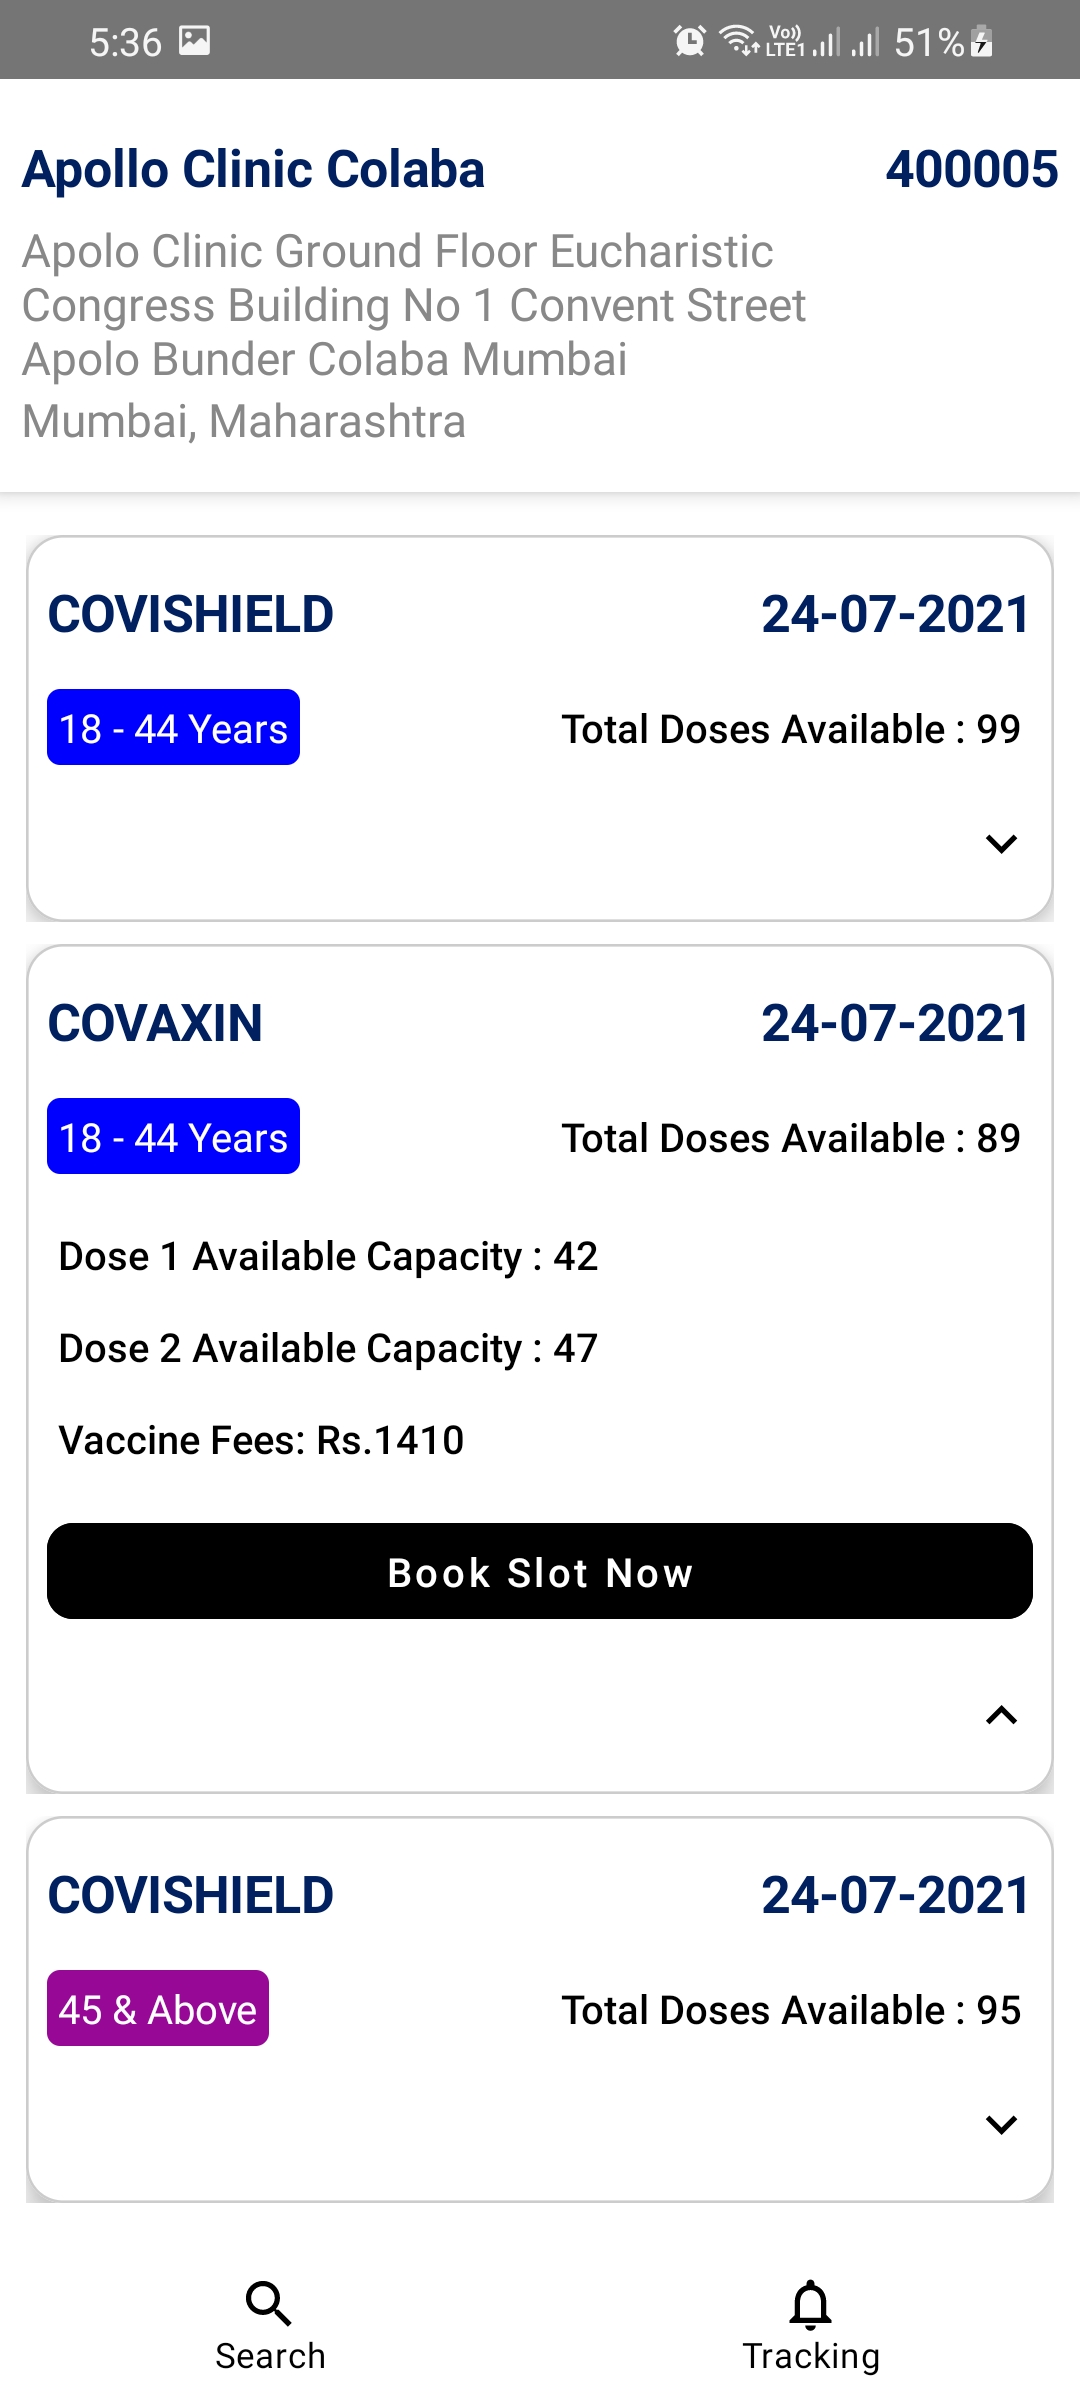 5:36
Vo)) LTE1 51%
Apollo Clinic Colaba 400005
Apolo Clinic Ground Floor Eucharistic
Congress Building No 1 Convent Street
Apolo Bunder Colaba Mumbai
Mumbai, Maharashtra
COVISHIELD 24-07-2021
18 - 44 Years Total Doses Available : 99
COVAXIN 24-07-2021
18 - 44 Years Total Doses Available : 89
Dose 1 Available Capacity : 42
Dose 2 Available Capacity : 47
Vaccine Fees: Rs.1410
Book Slot Now
COVISHIELD 24-07-2021
45 & Above Total Doses Available : 95
Search Tracking